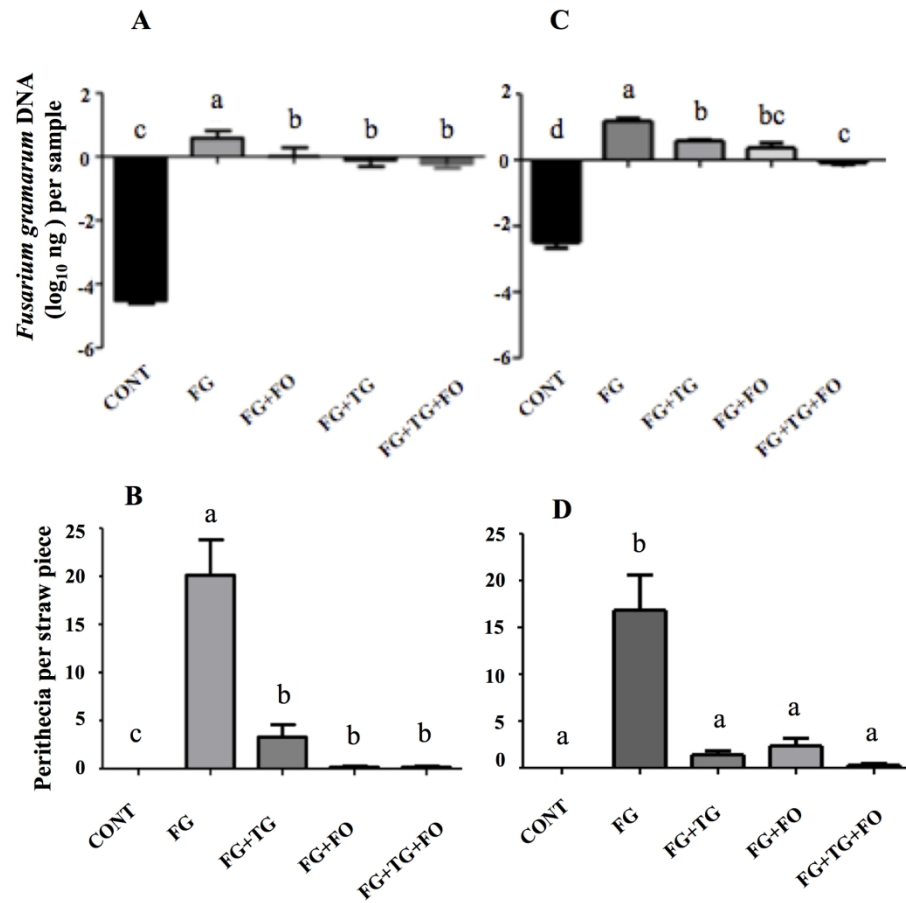 A
C
Fusarium gramarum DNA
(log₁₀ ng ) per sample
2
0
-2
-4
-6
c
a
b
b
b
CONT
FG
FG+FO
FG+TG
FG+TG+FO
2
0
-2
-4
-6
d
a
b
bc
c
CONT
FG
FG+TG
FG+FO
FG+TG+FO
B
D
Perithecia per straw piece
25
20
15
10
5
0
c
a
b
b
b
CONT
FG
FG+TG
FG+FO
FG+TG+FO
25
20
15
10
5
0
a
b
a
a
a
CONT
FG
FG+TG
FG+FO
FG+TG+FO